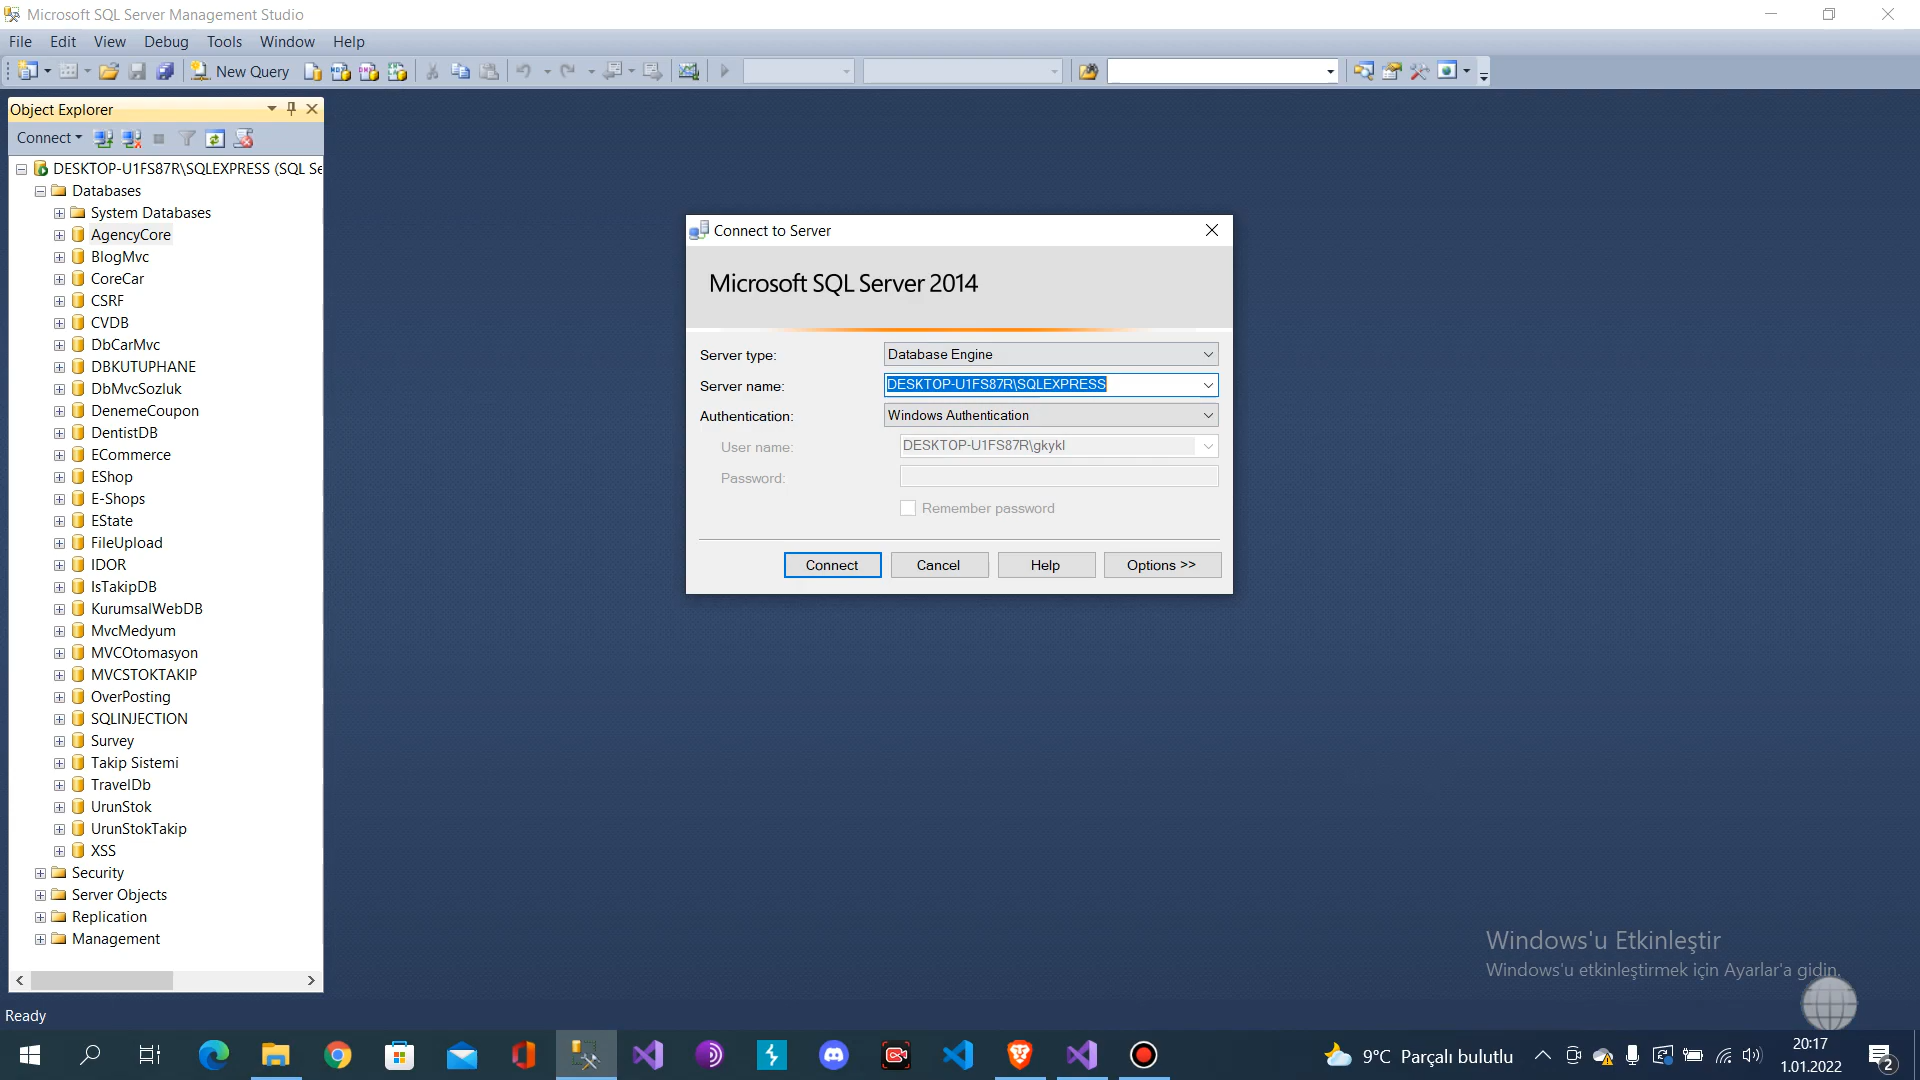 Microsoft SQL Server Management Studio
File Edit View Debug Tools Window Help
New Query
Object Explorer
Connect
DESKTOP-U1FS87R\SQLEXPRESS (SQL Se
Databases
System Databases
AgencyCore
BlogMvc
CoreCar
CSRF
CVDB
DbCarMvc
DBKUTUPHANE
DbMvcSozluk
DenemeCoupon
DentistDB
ECommerce
EShop
E-Shops
EState
FileUpload
IDOR
IsTakipDB
KurumsalWebDB
MvcMedyum
MVCOtomasyon
MVCSTOKTAKIP
OverPosting
SQLINJECTION
Survey
Takip Sistemi
TravelDb
UrunStok
UrunStokTakip
XSS
Security
Server Objects
Replication
Management
Connect to Server
Microsoft SQL Server 2014
Server type: Database Engine
Server name: DESKTOP-U1FS87R\SQLEXPRESS
Authentication: Windows Authentication
User name: DESKTOP-U1FS87R\gkykl
Password:
Remember password
Connect Cancel Help Options >>
Windows'u Etkinleştir
Windows'u etkinleştirmek için Ayarlar'a gidin.
Ready
9°C Parçalı bulutlu
20:17
1.01.2022
2